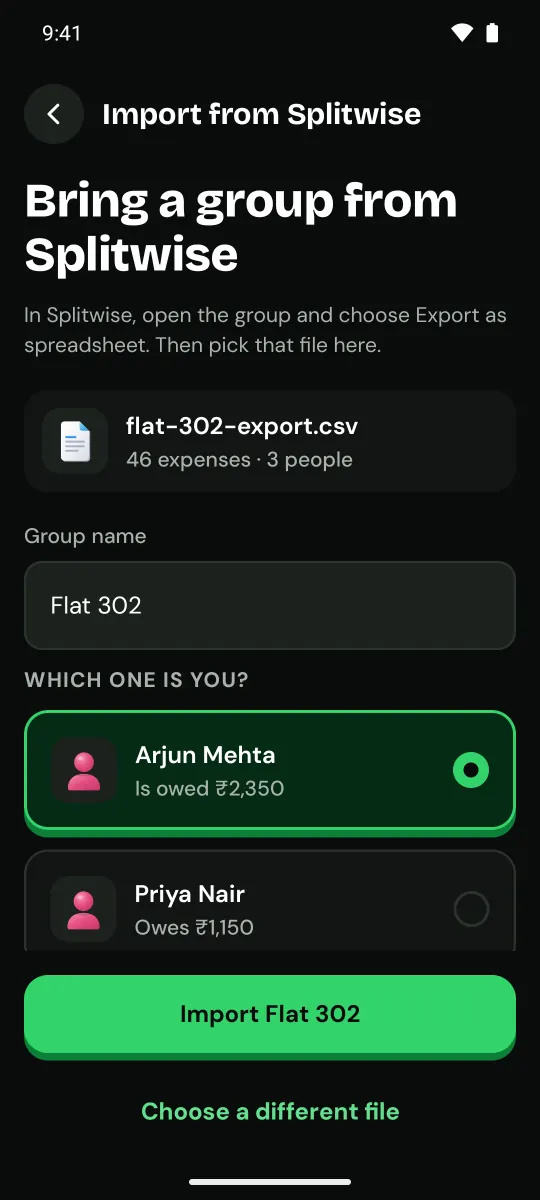 9:41
Import from Splitwise
Bring a group from
Splitwise
In Splitwise, open the group and choose Export as
spreadsheet. Then pick that file here.
flat-302-export.csv
46 expenses · 3 people
Group name
Flat 302
WHICH ONE IS YOU?
Arjun Mehta
Is owed ₹2,350
Priya Nair
Owes ₹1,150
Import Flat 302
Choose a different file